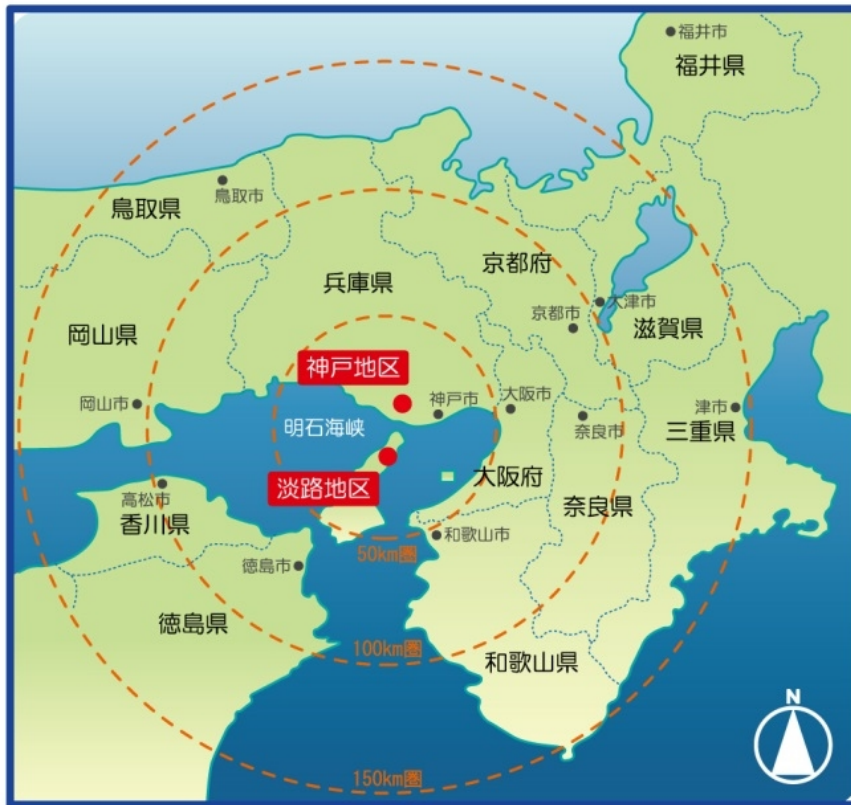 福井市
福井県
鳥取市
鳥取県
京都府
兵庫県
大津市
京都市
滋賀県
岡山県
神戸地区
岡山市
神戸市
大阪市
津市
奈良市
明石海峡
三重県
淡路地区
大阪府
高松市
香川県
奈良県
和歌山市
50km圏
徳島市
徳島県
100km圏
和歌山県
N
150km圏